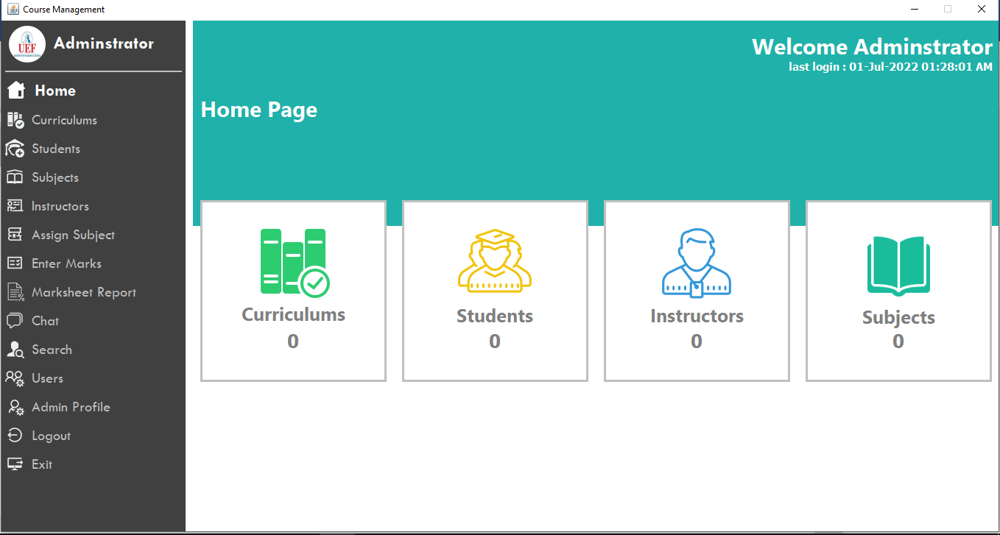 Course Management
UEF
Adminstrator
Home
Curriculums
Students
Subjects
Instructors
Assign Subject
Enter Marks
Marksheet Report
Chat
Search
Users
Admin Profile
Logout
Exit
Welcome Adminstrator
last login : 01-Jul-2022 01:28:01 AM
Home Page
Curriculums
0
Students
0
Instructors
0
Subjects
0